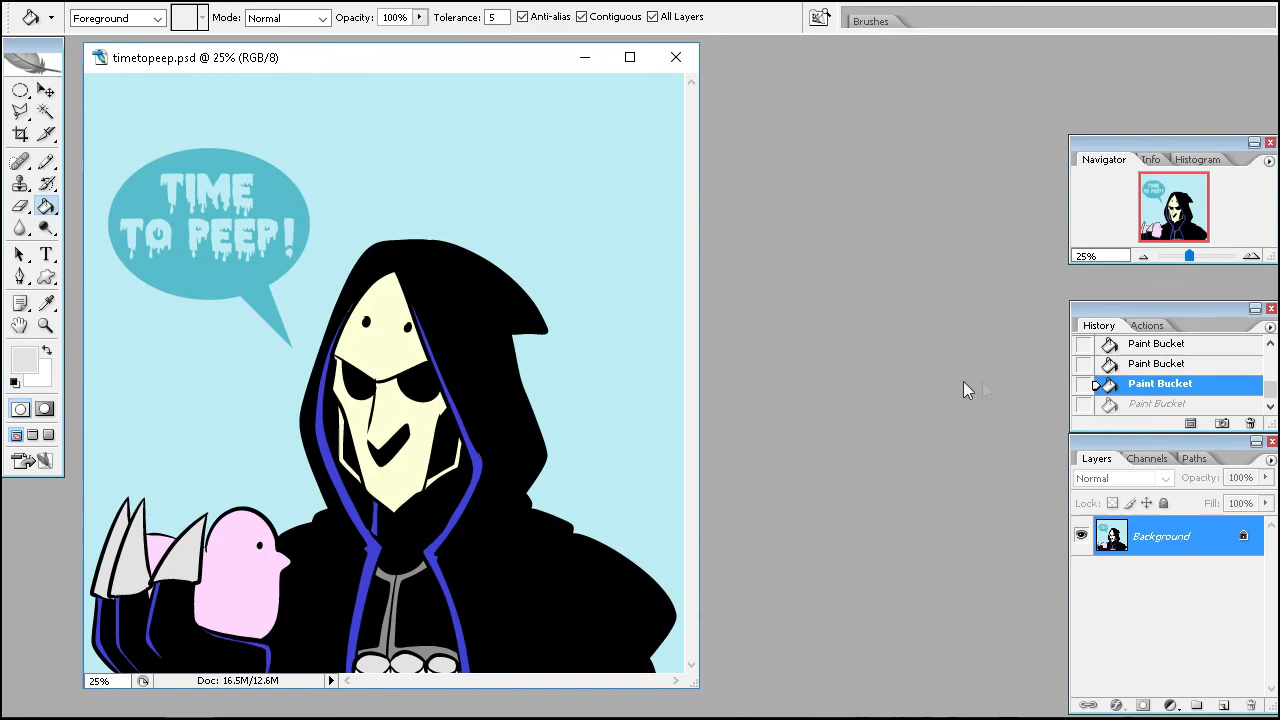 Foreground
Mode: Normal
Opacity: 100%
Tolerance: 5
Anti-alias
Contigious
All Layers
Brushes
timetopeep.psd @ 25% (RGB/8)
TIME
TO PEEP!
25%
Doc: 16.5M/12.6M
Navigator
Info
Histogram
25%
History
Actions
Paint Bucket
Paint Bucket
Paint Bucket
Paint Bucket
Layers
Channels
Paths
Normal
Opacity: 100%
Lock:
Fill: 100%
Background